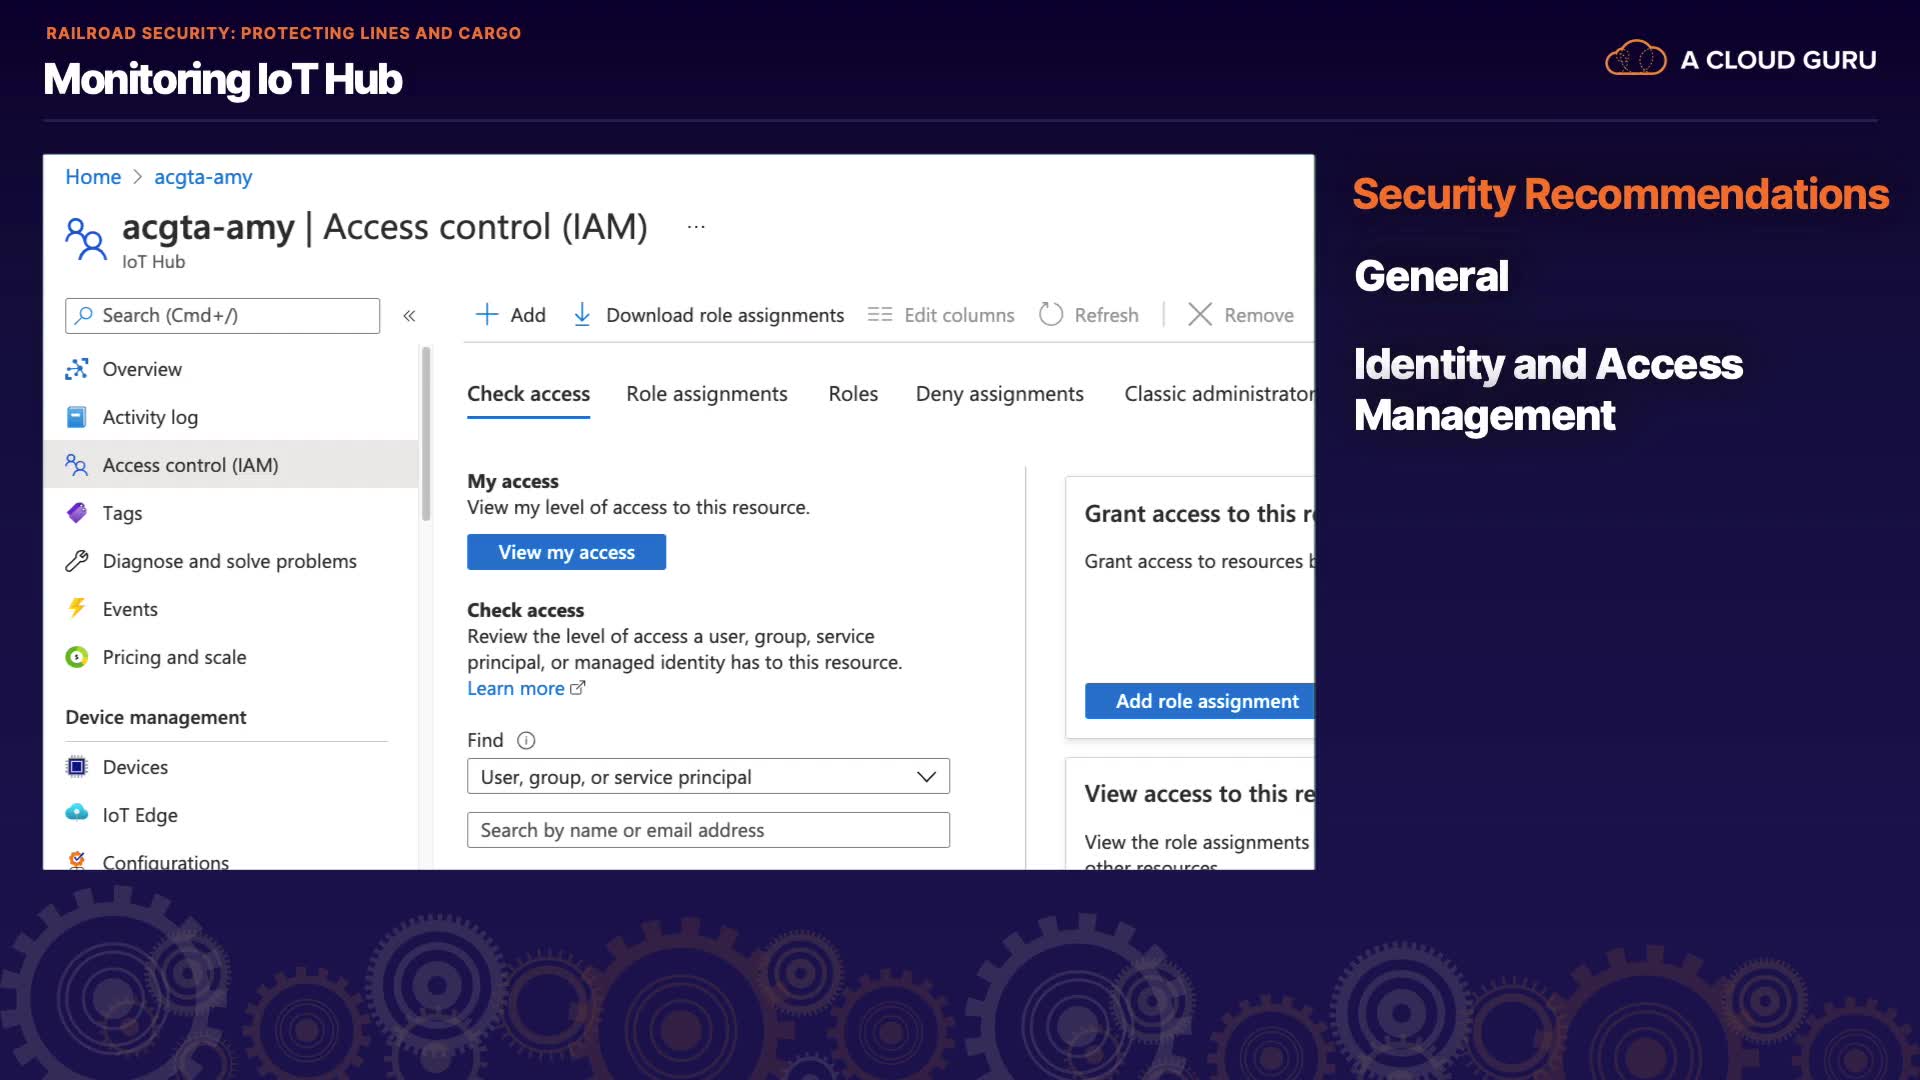 RAILROAD SECURITY: PROTECTING LINES AND CARGO
Monitoring IoT Hub
A CLOUD GURU
Home > acgta-amy
acgta-amy | Access control (IAM) ...
IoT Hub
Search (Cmd+/) «
Overview
Activity log
Access control (IAM)
Tags
Diagnose and solve problems
Events
Pricing and scale
Device management
Devices
IoT Edge
Configurations
Add Download role assignments Edit columns Refresh | Remove
Check access Role assignments Roles Deny assignments Classic administrator
My access
View my level of access to this resource.
View my access
Check access
Review the level of access a user, group, service
principal, or managed identity has to this resource.
Learn more
Find
User, group, or service principal
Search by name or email address
Grant access to this r
Grant access to resources b
Add role assignment
View access to this re
View the role assignments
other resources
Security Recommendations
General
Identity and Access
Management